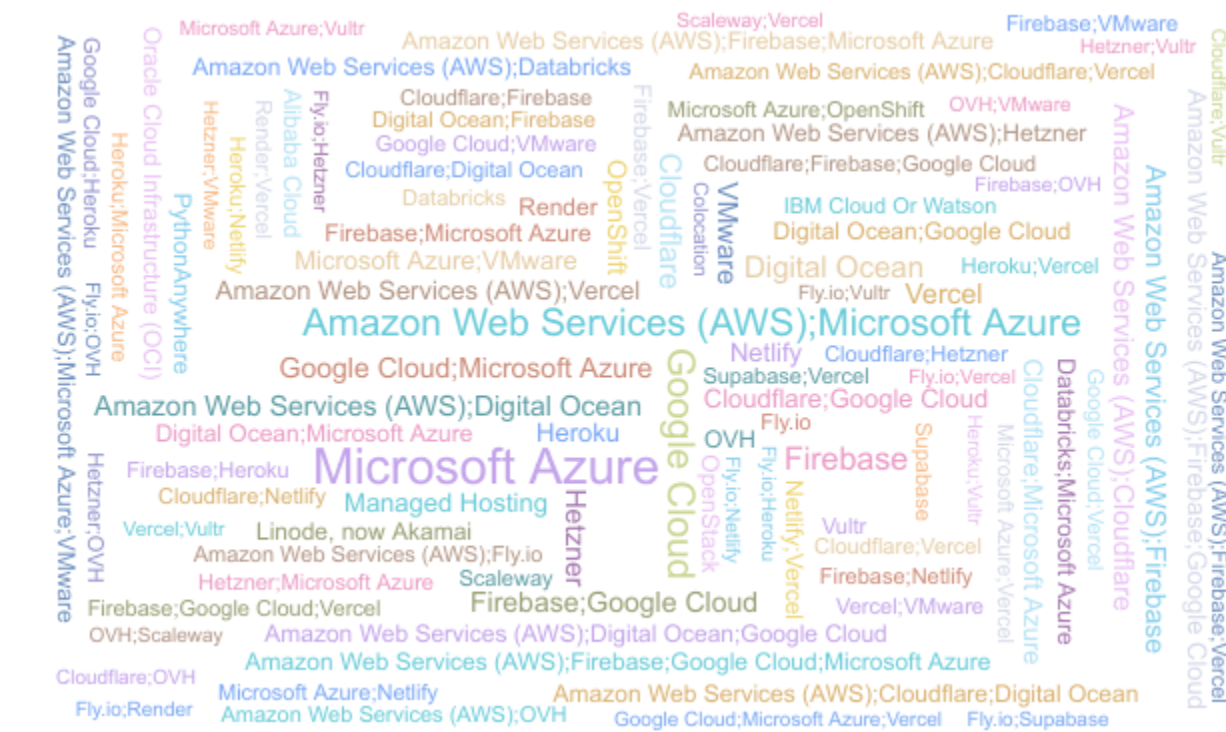 Microsoft Azure;Vultr
Scaleway;Vercel
Firebase;VMware
Amazon Web Services (AWS);Firebase;Microsoft Azure
Hetzner;Vultr
Amazon Web Services (AWS);Databricks
Amazon Web Services (AWS);Cloudflare;Vercel
Cloudflare;Vultr
Amazon Web Services (AWS);Microsoft Azure;VMware
Google Cloud;Heroku
Oracle Cloud Infrastructure (OCI)
Heroku;Microsoft Azure
Hetzner;VMware
Heroku;Netlify
Render;Vercel
Alibaba Cloud
Fly.io;Hetzner
PythonAnywhere
Fly.io;OVH
Cloudflare;Firebase
Digital Ocean;Firebase
Google Cloud;VMware
Cloudflare;Digital Ocean
Databricks
Render
Firebase;Microsoft Azure
Microsoft Azure;VMware
Amazon Web Services (AWS);Vercel
OpenShift
Firebase;Vercel
Cloudflare
Colocation
VMware
Microsoft Azure;OpenShift
OVH;VMware
Amazon Web Services (AWS);Hetzner
Cloudflare;Firebase;Google Cloud
Firebase;OVH
IBM Cloud Or Watson
Digital Ocean;Google Cloud
Digital Ocean
Heroku;Vercel
Fly.io;Vultr
Vercel
Amazon Web Services (AWS);Cloudflare
Amazon Web Services (AWS);Firebase
Amazon Web Services (AWS);Firebase;Google Cloud
Amazon Web Services (AWS);Firebase;Vercel
Amazon Web Services (AWS);Microsoft Azure
Google Cloud;Microsoft Azure
Google Cloud
Netlify
Cloudflare;Hetzner
Supabase;Vercel
Fly.io;Vercel
Cloudflare;Google Cloud
Amazon Web Services (AWS);Digital Ocean
Fly.io
Digital Ocean;Microsoft Azure
Heroku
OVH
Firebase;Heroku
Microsoft Azure
Firebase
Cloudflare;Netlify
Managed Hosting
Hetzner
OpenStack
Fly.io;Netlify
Fly.io;Heroku
Netlify;Vercel
Supabase
Heroku;Vultr
Microsoft Azure;Vercel
Cloudflare;Microsoft Azure
Databricks;Microsoft Azure
Google Cloud;Vercel
Hetzner;OVH
Vercel;Vultr
Linode, now Akamai
Vultr
Amazon Web Services (AWS);Fly.io
Cloudflare;Vercel
Hetzner;Microsoft Azure
Scaleway
Firebase;Netlify
Firebase;Google Cloud;Vercel
Firebase;Google Cloud
Vercel;VMware
OVH;Scaleway
Amazon Web Services (AWS);Digital Ocean;Google Cloud
Amazon Web Services (AWS);Firebase;Google Cloud;Microsoft Azure
Cloudflare;OVH
Microsoft Azure;Netlify
Amazon Web Services (AWS);Cloudflare;Digital Ocean
Fly.io;Render
Amazon Web Services (AWS);OVH
Google Cloud;Microsoft Azure;Vercel
Fly.io;Supabase